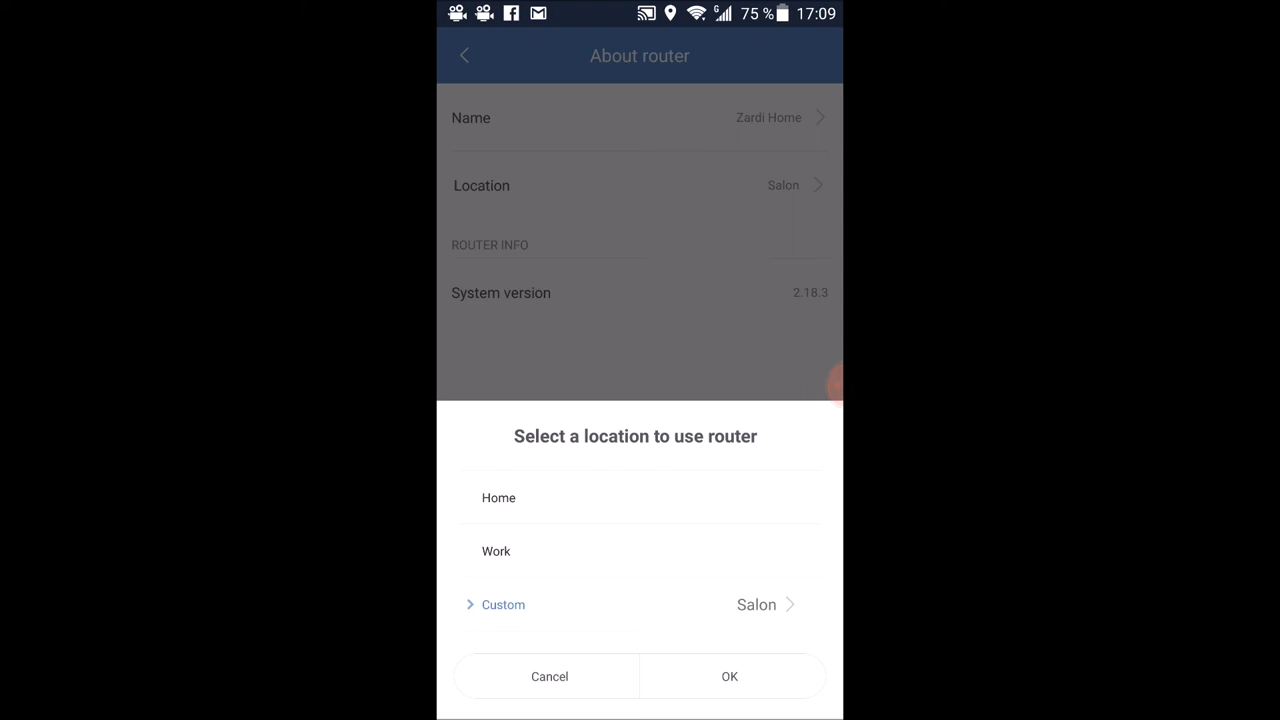 75 % 17:09
About router
Name Zardi Home
Location Salon
ROUTER INFO
System version 2.18.3
Select a location to use router
Home
Work
Custom Salon
Cancel OK